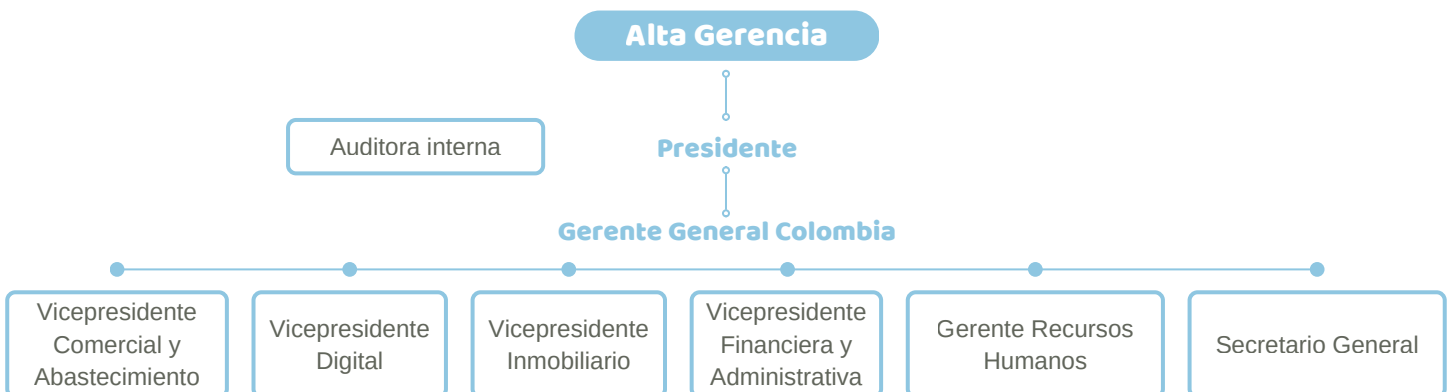 Alta Gerencia
Auditora interna
Presidente
Gerente General Colombia
Vicepresidente
Comercial y
Abastecimiento
Vicepresidente
Digital
Vicepresidente
Inmobiliario
Vicepresidente
Financiera y
Administrativa
Gerente Recursos
Humanos
Secretario General